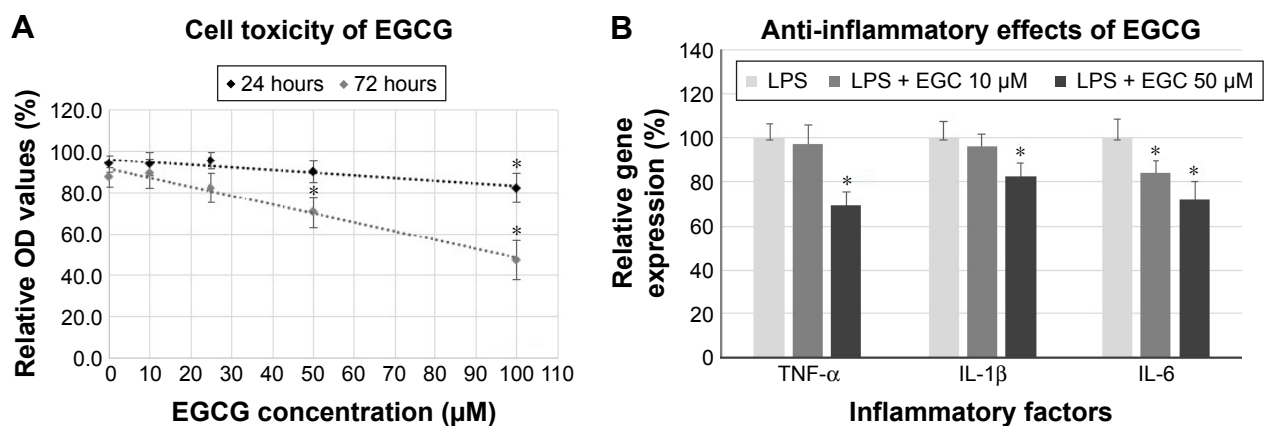 A
Cell toxicity of EGCG
24 hours 72 hours
Relative OD values (%)
120.0
100.0
80.0
60.0
40.0
20.0
0.0
* * *
*
0 10 20 30 40 50 60 70 80 90 100 110
EGCG concentration (µM)
B
Anti-inflammatory effects of EGCG
LPS LPS + EGC 10 µM LPS + EGC 50 µM
Relative gene
expression (%)
140
120
100
80
60
40
20
0
* * * *
TNF-α IL-1β IL-6
Inflammatory factors